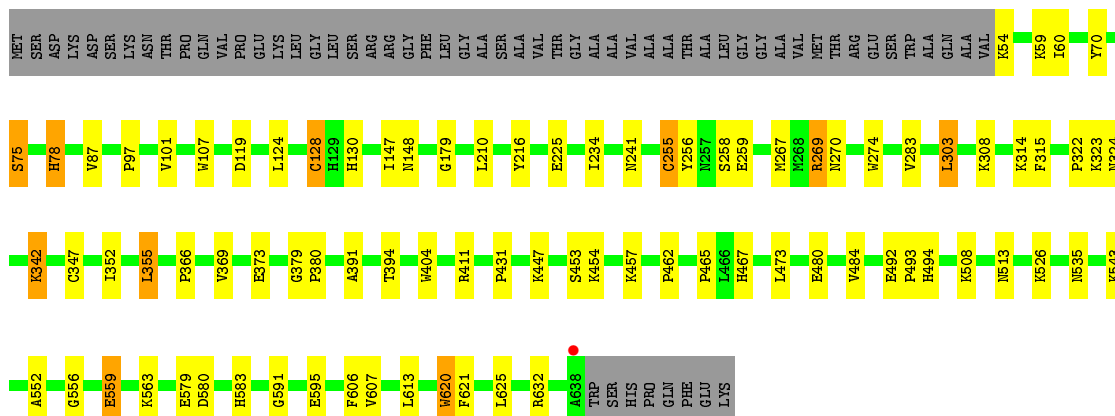 MET SER ASP LYS ASP SER LYS ASN THR PRO GLN VAL PRO GLU LYS LEU GLY LEU SER ARG ARG GLY PHE LEU GLY ALA SER ALA VAL THR GLY ALA ALA VAL ALA ALA THR ALA LEU GLY GLY ALA VAL MET THR ARG GLU SER TRP ALA GLN ALA VAL K54 K59 I60 Y70
S75 H78 V87 P97 V101 W107 D119 L124 C128 H129 H130 I147 N148 G179 L210 Y216 E225 I234 N241 C255 Y256 N257 S258 E259 M267 M268 R269 N270 W274 V283 L303 K308 K314 F315 P322 K323
K342 C347 I352 L355 P366 V369 E373 G379 P380 A391 T394 W404 R411 P431 K447 S453 K454 K457 P462 P465 L466 H467 L473 E480 V484 E492 P493 H494 K508 N513 K526 N535 K543
A552 G556 E559 K563 E579 D580 H583 G591 E595 F606 V607 L613 W620 F621 L625 R632 A638 TRP SER HIS PRO GLN PHE GLU LYS